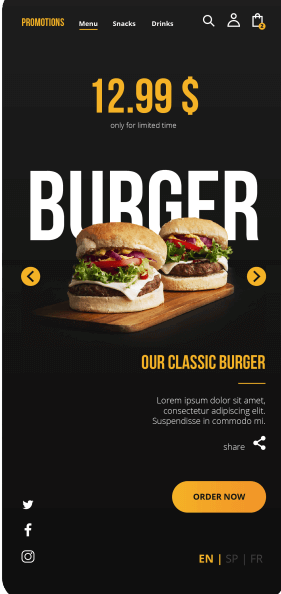 PROMOTIONS Menu Snacks Drinks
2
12.99 $
only for limited time
BURGER
OUR CLASSIC BURGER
Lorem ipsum dolor sit amet,
consectetur adipiscing elit.
Suspendisse in commodo mi.
share
ORDER NOW
EN | SP | FR